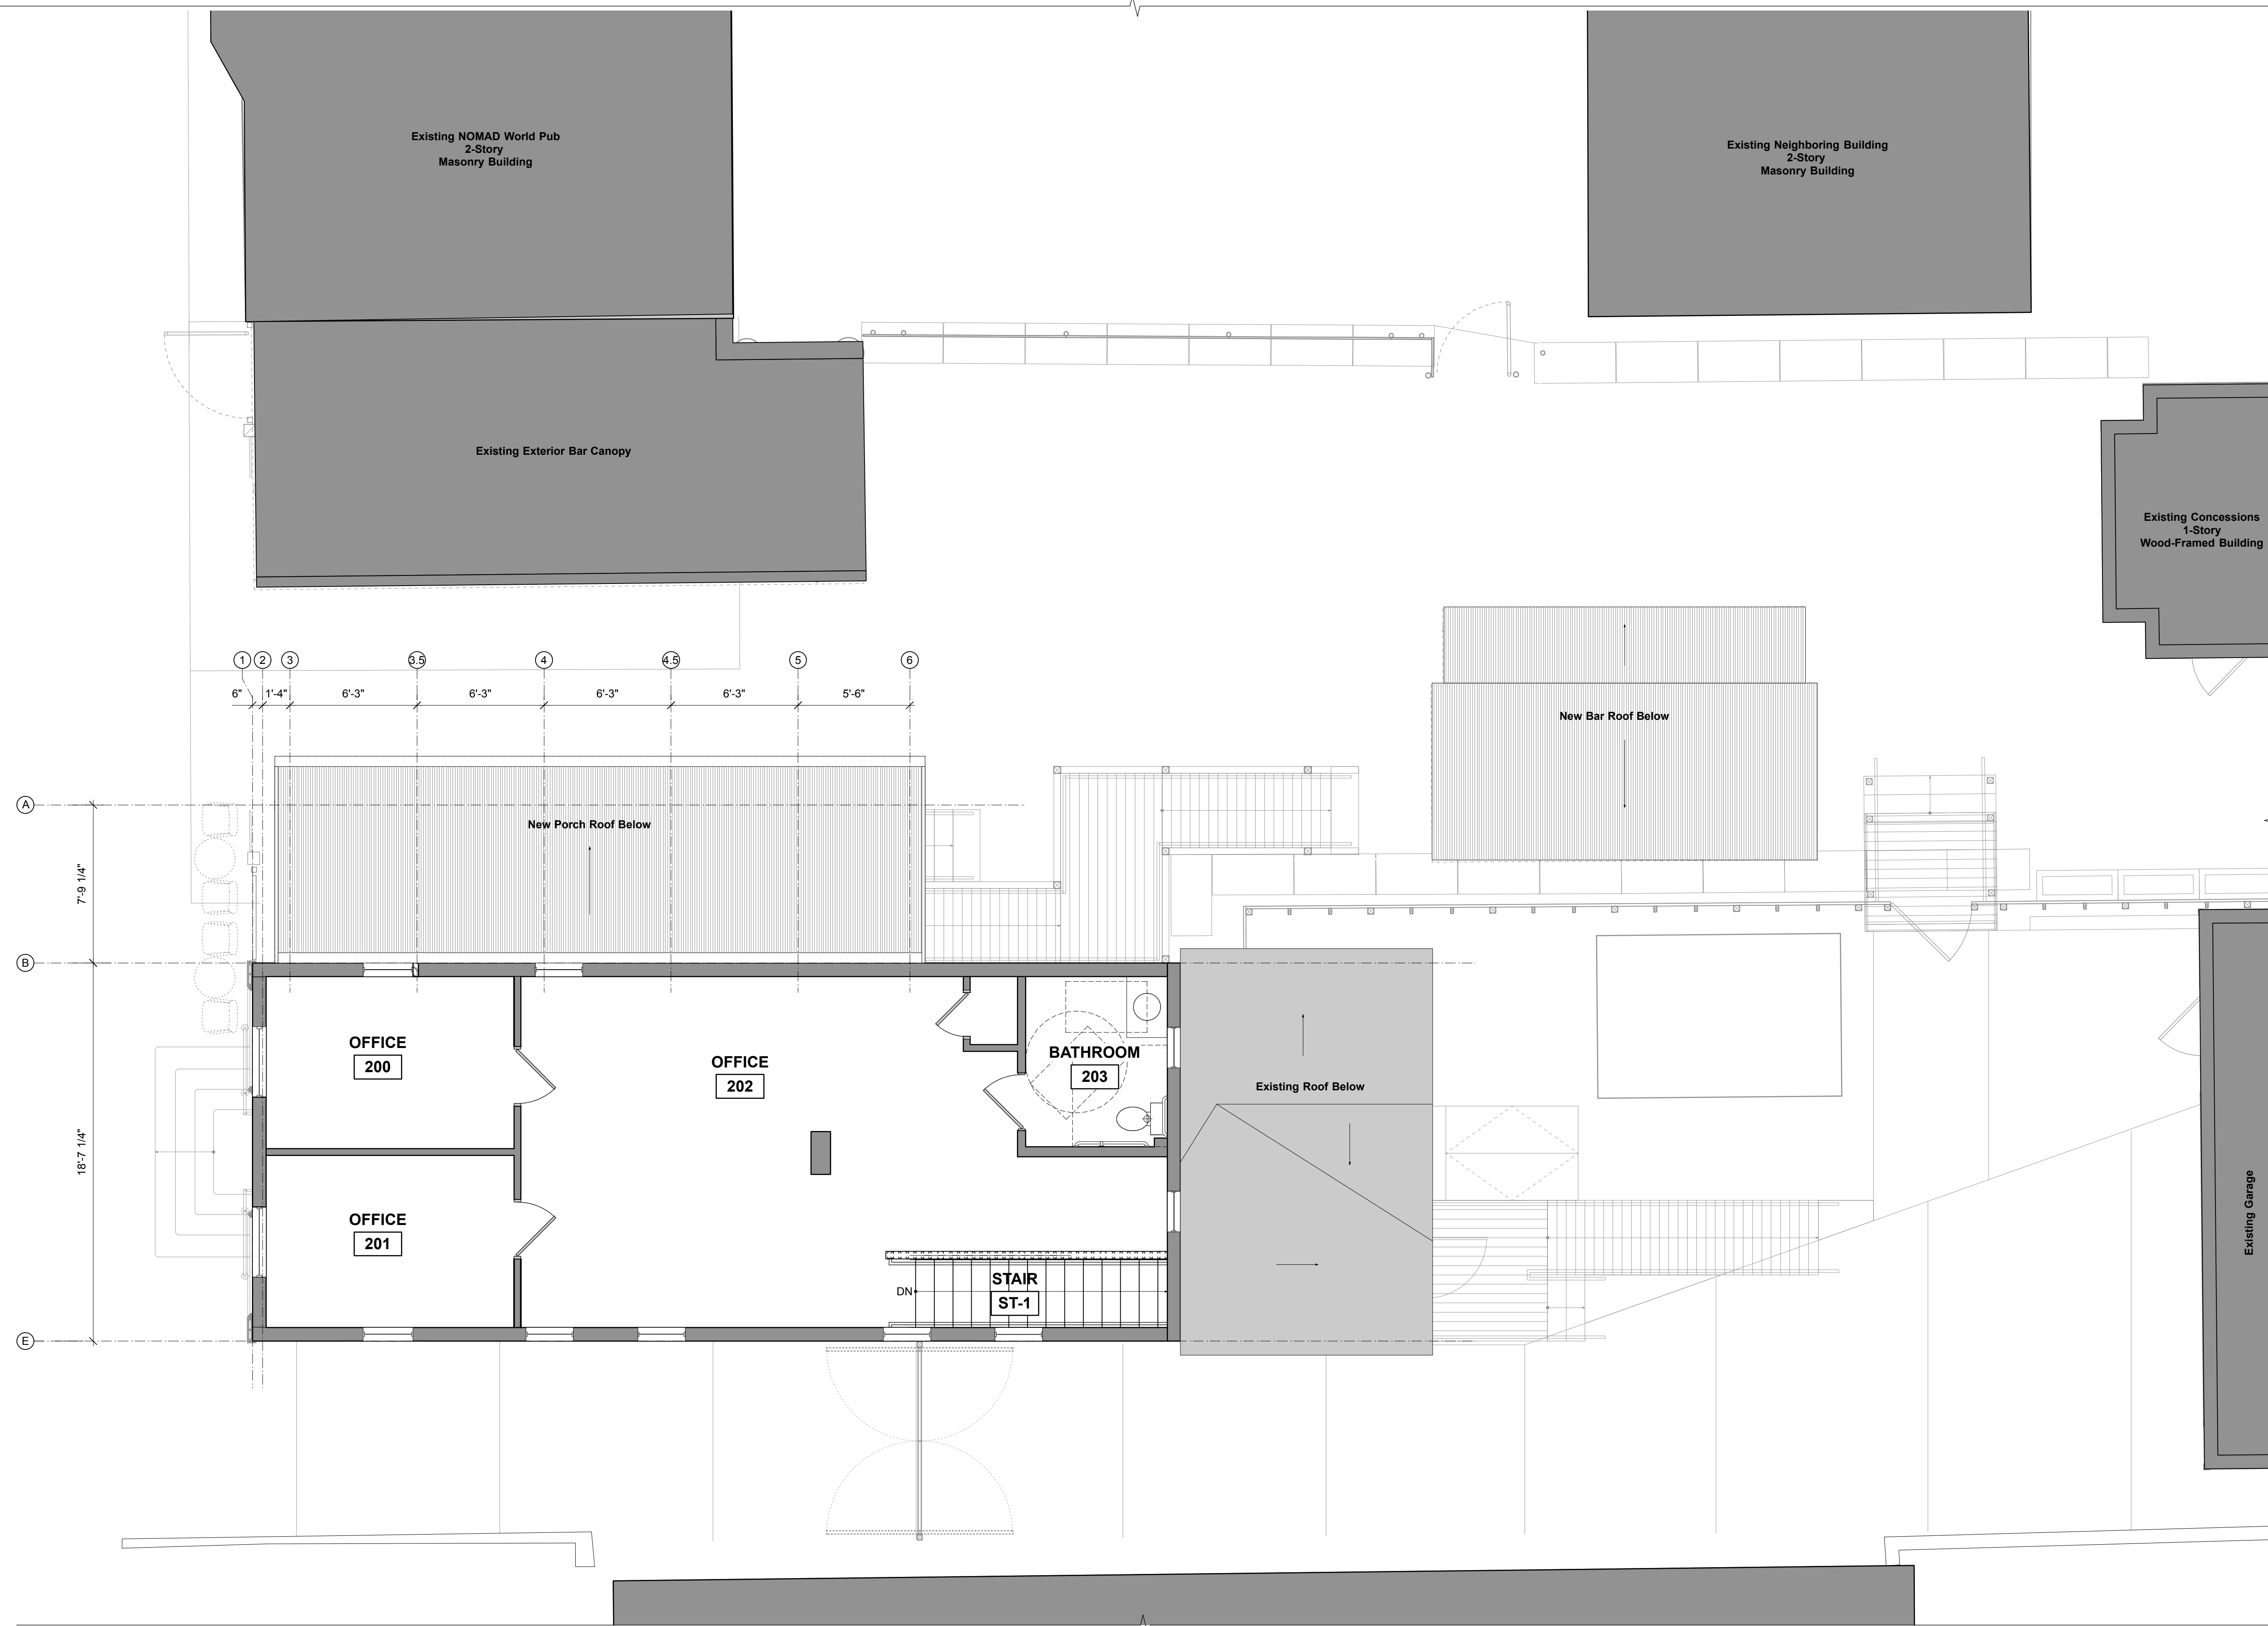 Existing NOMAD World Pub
2-Story
Masonry Building
Existing Neighboring Building
2-Story
Masonry Building
Existing Exterior Bar Canopy
Existing Concessions
1-Story
Wood-Framed Building
1
2
3
3.5
4
4.5
5
6
6"
1'-4"
6'-3"
6'-3"
6'-3"
6'-3"
5'-6"
New Bar Roof Below
A
New Porch Roof Below
7'-9 1/4"
B
OFFICE
200
OFFICE
202
BATHROOM
203
Existing Roof Below
18'-7 1/4"
OFFICE
201
Existing Garage
STAIR
DN
ST-1
E